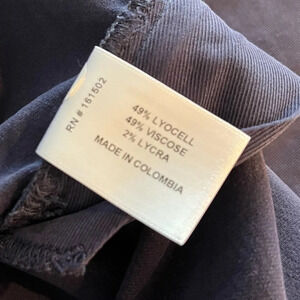 RN # 161502
49% LYOCELL
49% VISCOSE
2% LYCRA
MADE IN COLOMBIA